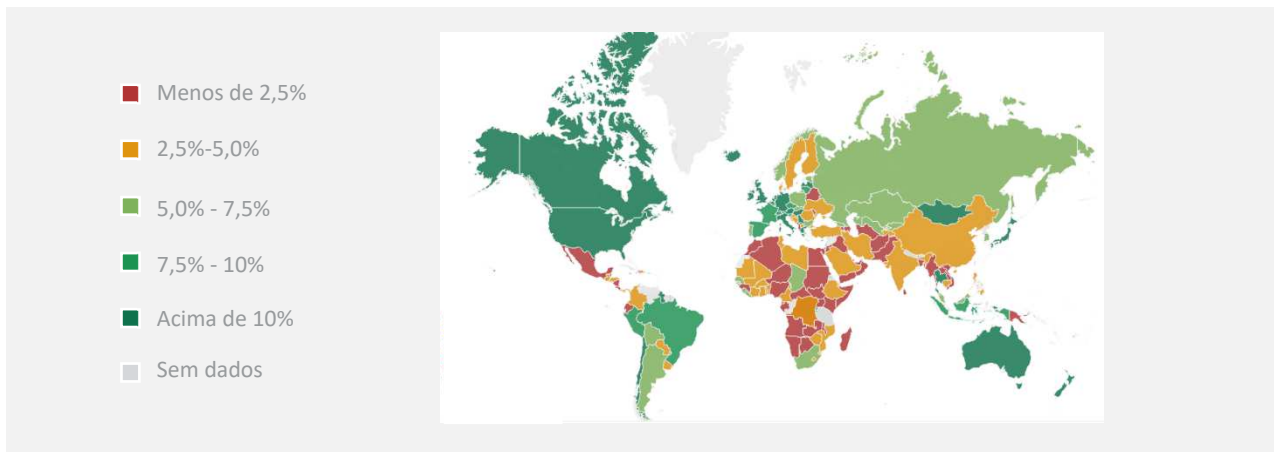 Menos de 2,5%
2,5%-5,0%
5,0% - 7,5%
7,5% - 10%
Acima de 10%
Sem dados